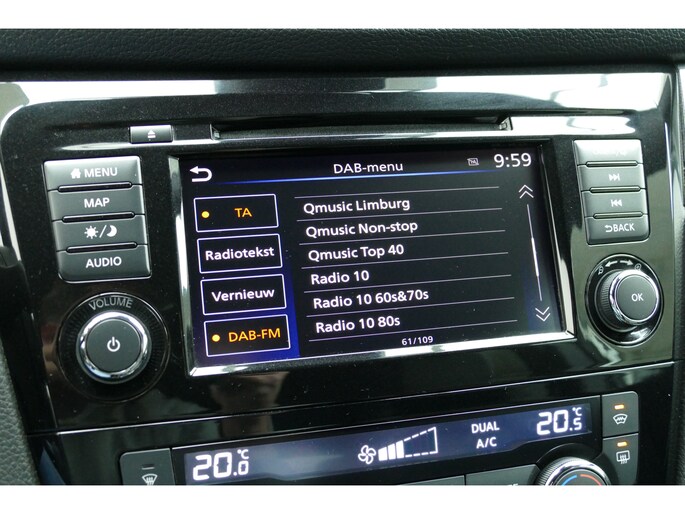 DAB-menu
9:59
MENU
MAP
AUDIO
VOLUME
TA
Radiotekst
Vernieuw
DAB-FM
Qmusic Limburg
Qmusic Non-stop
Qmusic Top 40
Radio 10
Radio 10 60s&70s
Radio 10 80s
61/109
BACK
OK
20.0 °C
DUAL
A/C
20.5 °C